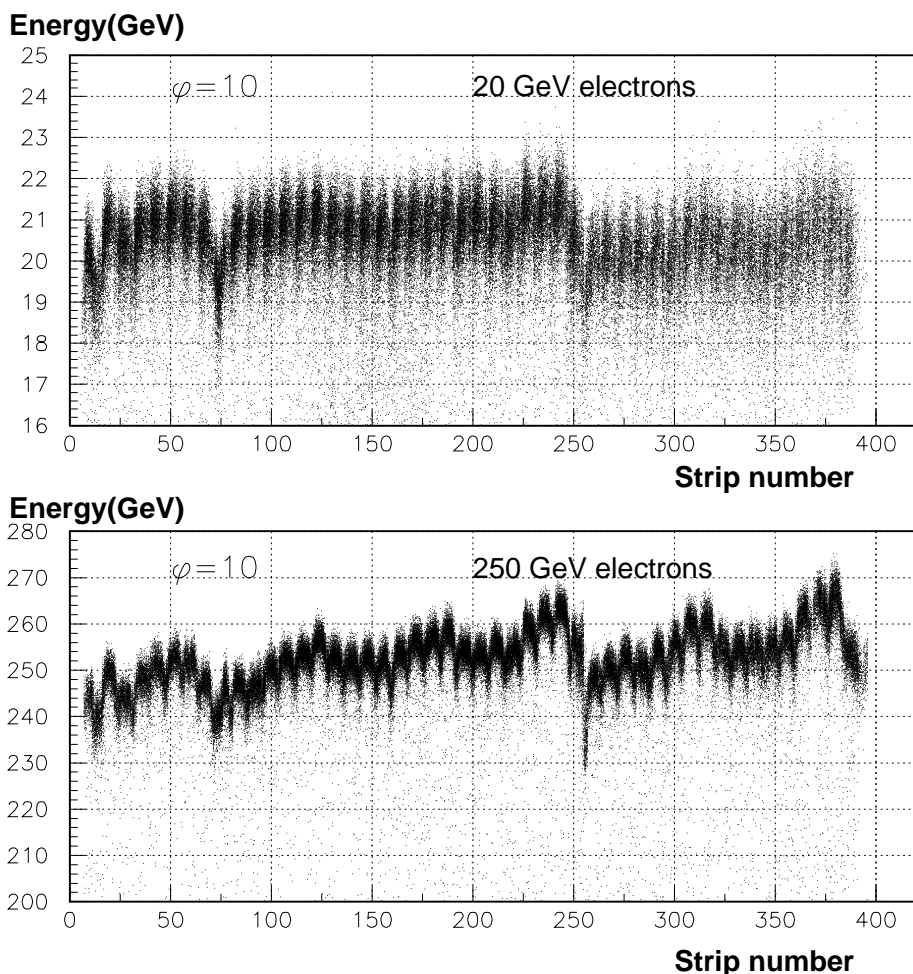 Energy(GeV)
25
24
23
22
21
20
19
18
17
16
φ=10
20 GeV electrons
0 50 100 150 200 250 300 350 400
Strip number
Energy(GeV)
280
270
260
250
240
230
220
210
200
φ=10
250 GeV electrons
0 50 100 150 200 250 300 350 400
Strip number